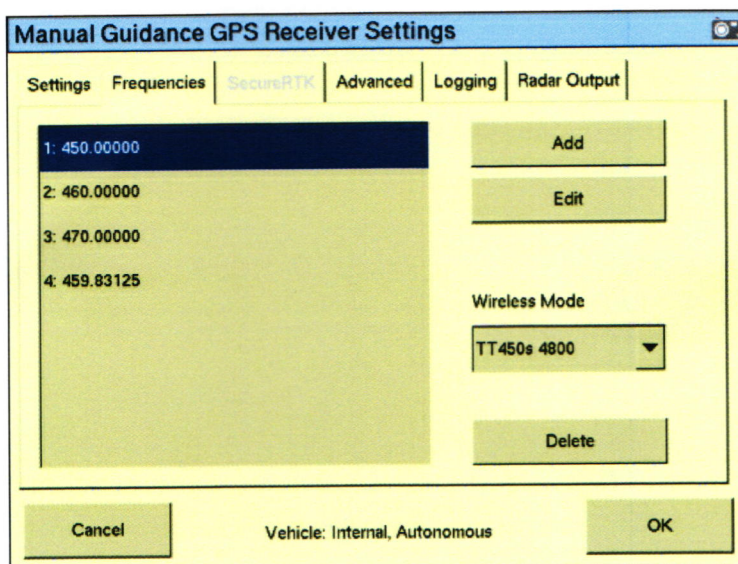 Manual Guidance GPS Receiver Settings
Settings Frequencies SecureRTK Advanced Logging Radar Output
1: 450.00000
2: 460.00000
3: 470.00000
4: 459.83125
Add
Edit
Wireless Mode
TT450s 4800
Delete
Cancel
Vehicle: Internal, Autonomous
OK